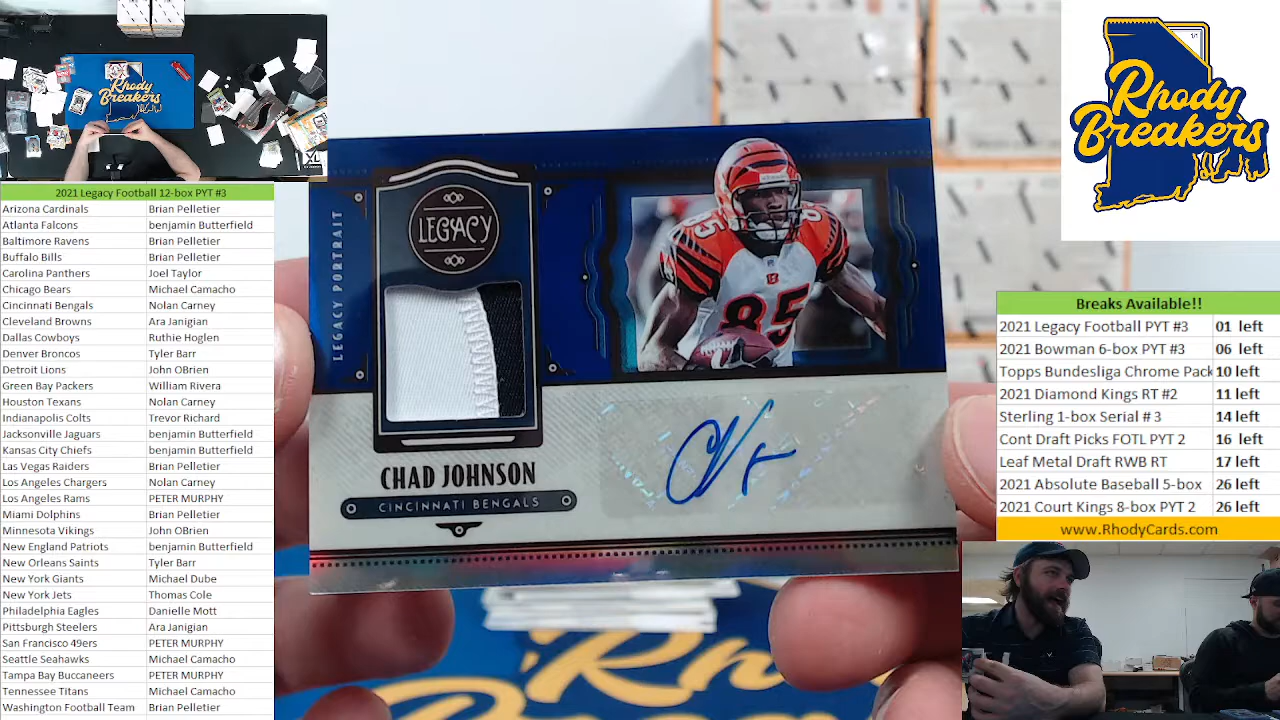 Rhody
Breakers
2021 Legacy Football 12-box PYT #3
Arizona Cardinals Brian Pelletier
Atlanta Falcons benjamin Butterfield
Baltimore Ravens Brian Pelletier
Buffalo Bills Brian Pelletier
Carolina Panthers Joel Taylor
Chicago Bears Michael Camacho
Cincinnati Bengals Nolan Carney
Cleveland Browns Ara Janigian
Dallas Cowboys Ruthie Hoglen
Denver Broncos Tyler Barr
Detroit Lions John OBrien
Green Bay Packers William Rivera
Houston Texans Nolan Carney
Indianapolis Colts Trevor Richard
Jacksonville Jaguars benjamin Butterfield
Kansas City Chiefs benjamin Butterfield
Las Vegas Raiders Brian Pelletier
Los Angeles Chargers Nolan Carney
Los Angeles Rams PETER MURPHY
Miami Dolphins Brian Pelletier
Minnesota Vikings John OBrien
New England Patriots benjamin Butterfield
New Orleans Saints Tyler Barr
New York Giants Michael Dube
New York Jets Thomas Cole
Philadelphia Eagles Danielle Mott
Pittsburgh Steelers Ara Janigian
San Francisco 49ers PETER MURPHY
Seattle Seahawks Michael Camacho
Tampa Bay Buccaneers PETER MURPHY
Tennessee Titans Michael Camacho
Washington Football Team Brian Pelletier
LEGACY PORTRAIT
LEGACY
85
85
CHAD JOHNSON
CINCINNATI BENGALS
Rhody
Breakers
Breaks Available!!
2021 Legacy Football PYT #3 01 left
2021 Bowman 6-box PYT #3 06 left
Topps Bundesliga Chrome Pack 10 left
2021 Diamond Kings RT #2 11 left
Sterling 1-box Serial # 3 14 left
Cont Draft Picks FOTL PYT 2 16 left
Leaf Metal Draft RWB RT 17 left
2021 Absolute Baseball 5-box 26 left
2021 Court Kings 8-box PYT 2 26 left
www.RhodyCards.com